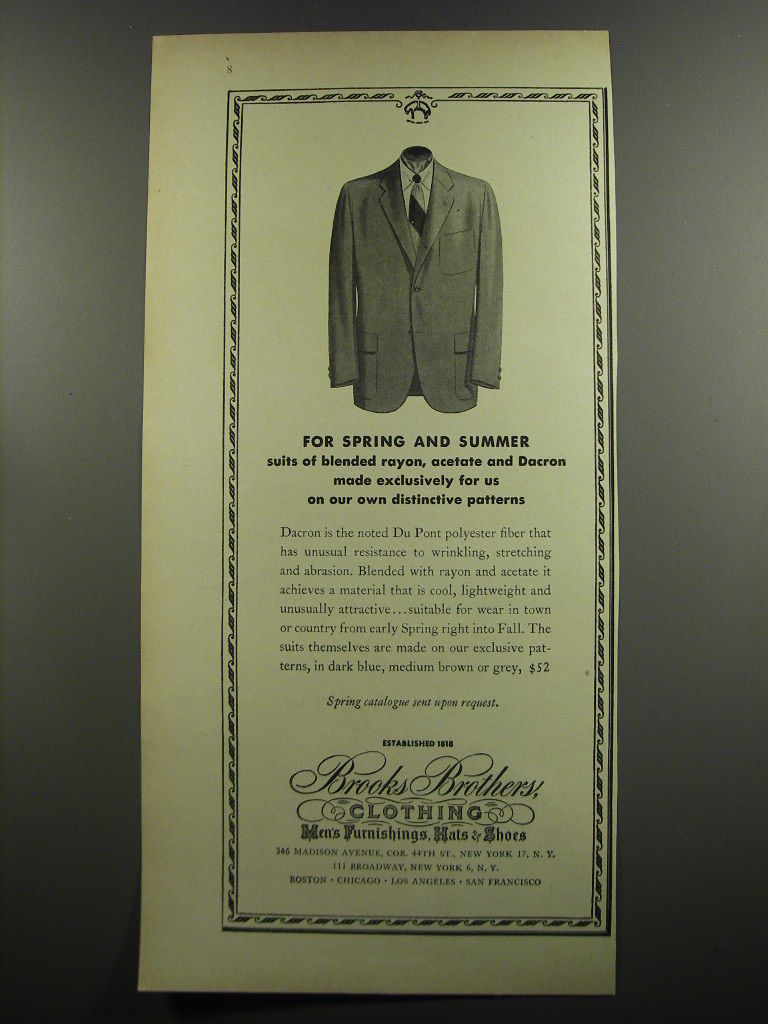 8
FOR SPRING AND SUMMER
suits of blended rayon, acetate and Dacron
made exclusively for us
on our own distinctive patterns
Dacron is the noted Du Pont polyester fiber that
has unusual resistance to wrinkling, stretching
and abrasion. Blended with rayon and acetate it
achieves a material that is cool, lightweight and
unusually attractive...suitable for wear in town
or country from early Spring right into Fall. The
suits themselves are made on our exclusive pat-
terns, in dark blue, medium brown or grey, $52
Spring catalogue sent upon request.
ESTABLISHED 1818
Brooks Brothers,
CLOTHING
Men's Furnishings, Hats & Shoes
346 MADISON AVENUE, COR. 44TH ST., NEW YORK 17, N. Y.
111 BROADWAY, NEW YORK 6, N. Y.
BOSTON • CHICAGO • LOS ANGELES • SAN FRANCISCO